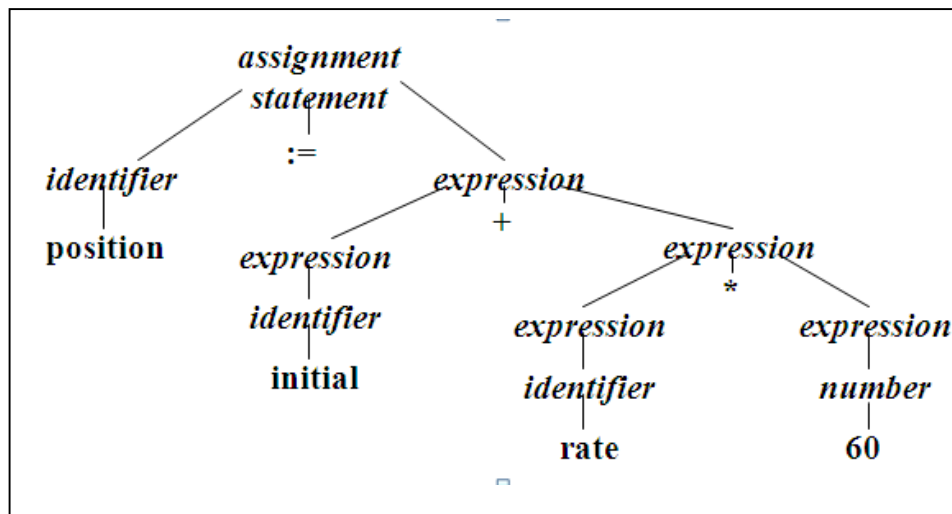 assignment
statement
:=
identifier
expression
+
position
expression
expression
*
identifier
expression
expression
initial
identifier
number
rate
60